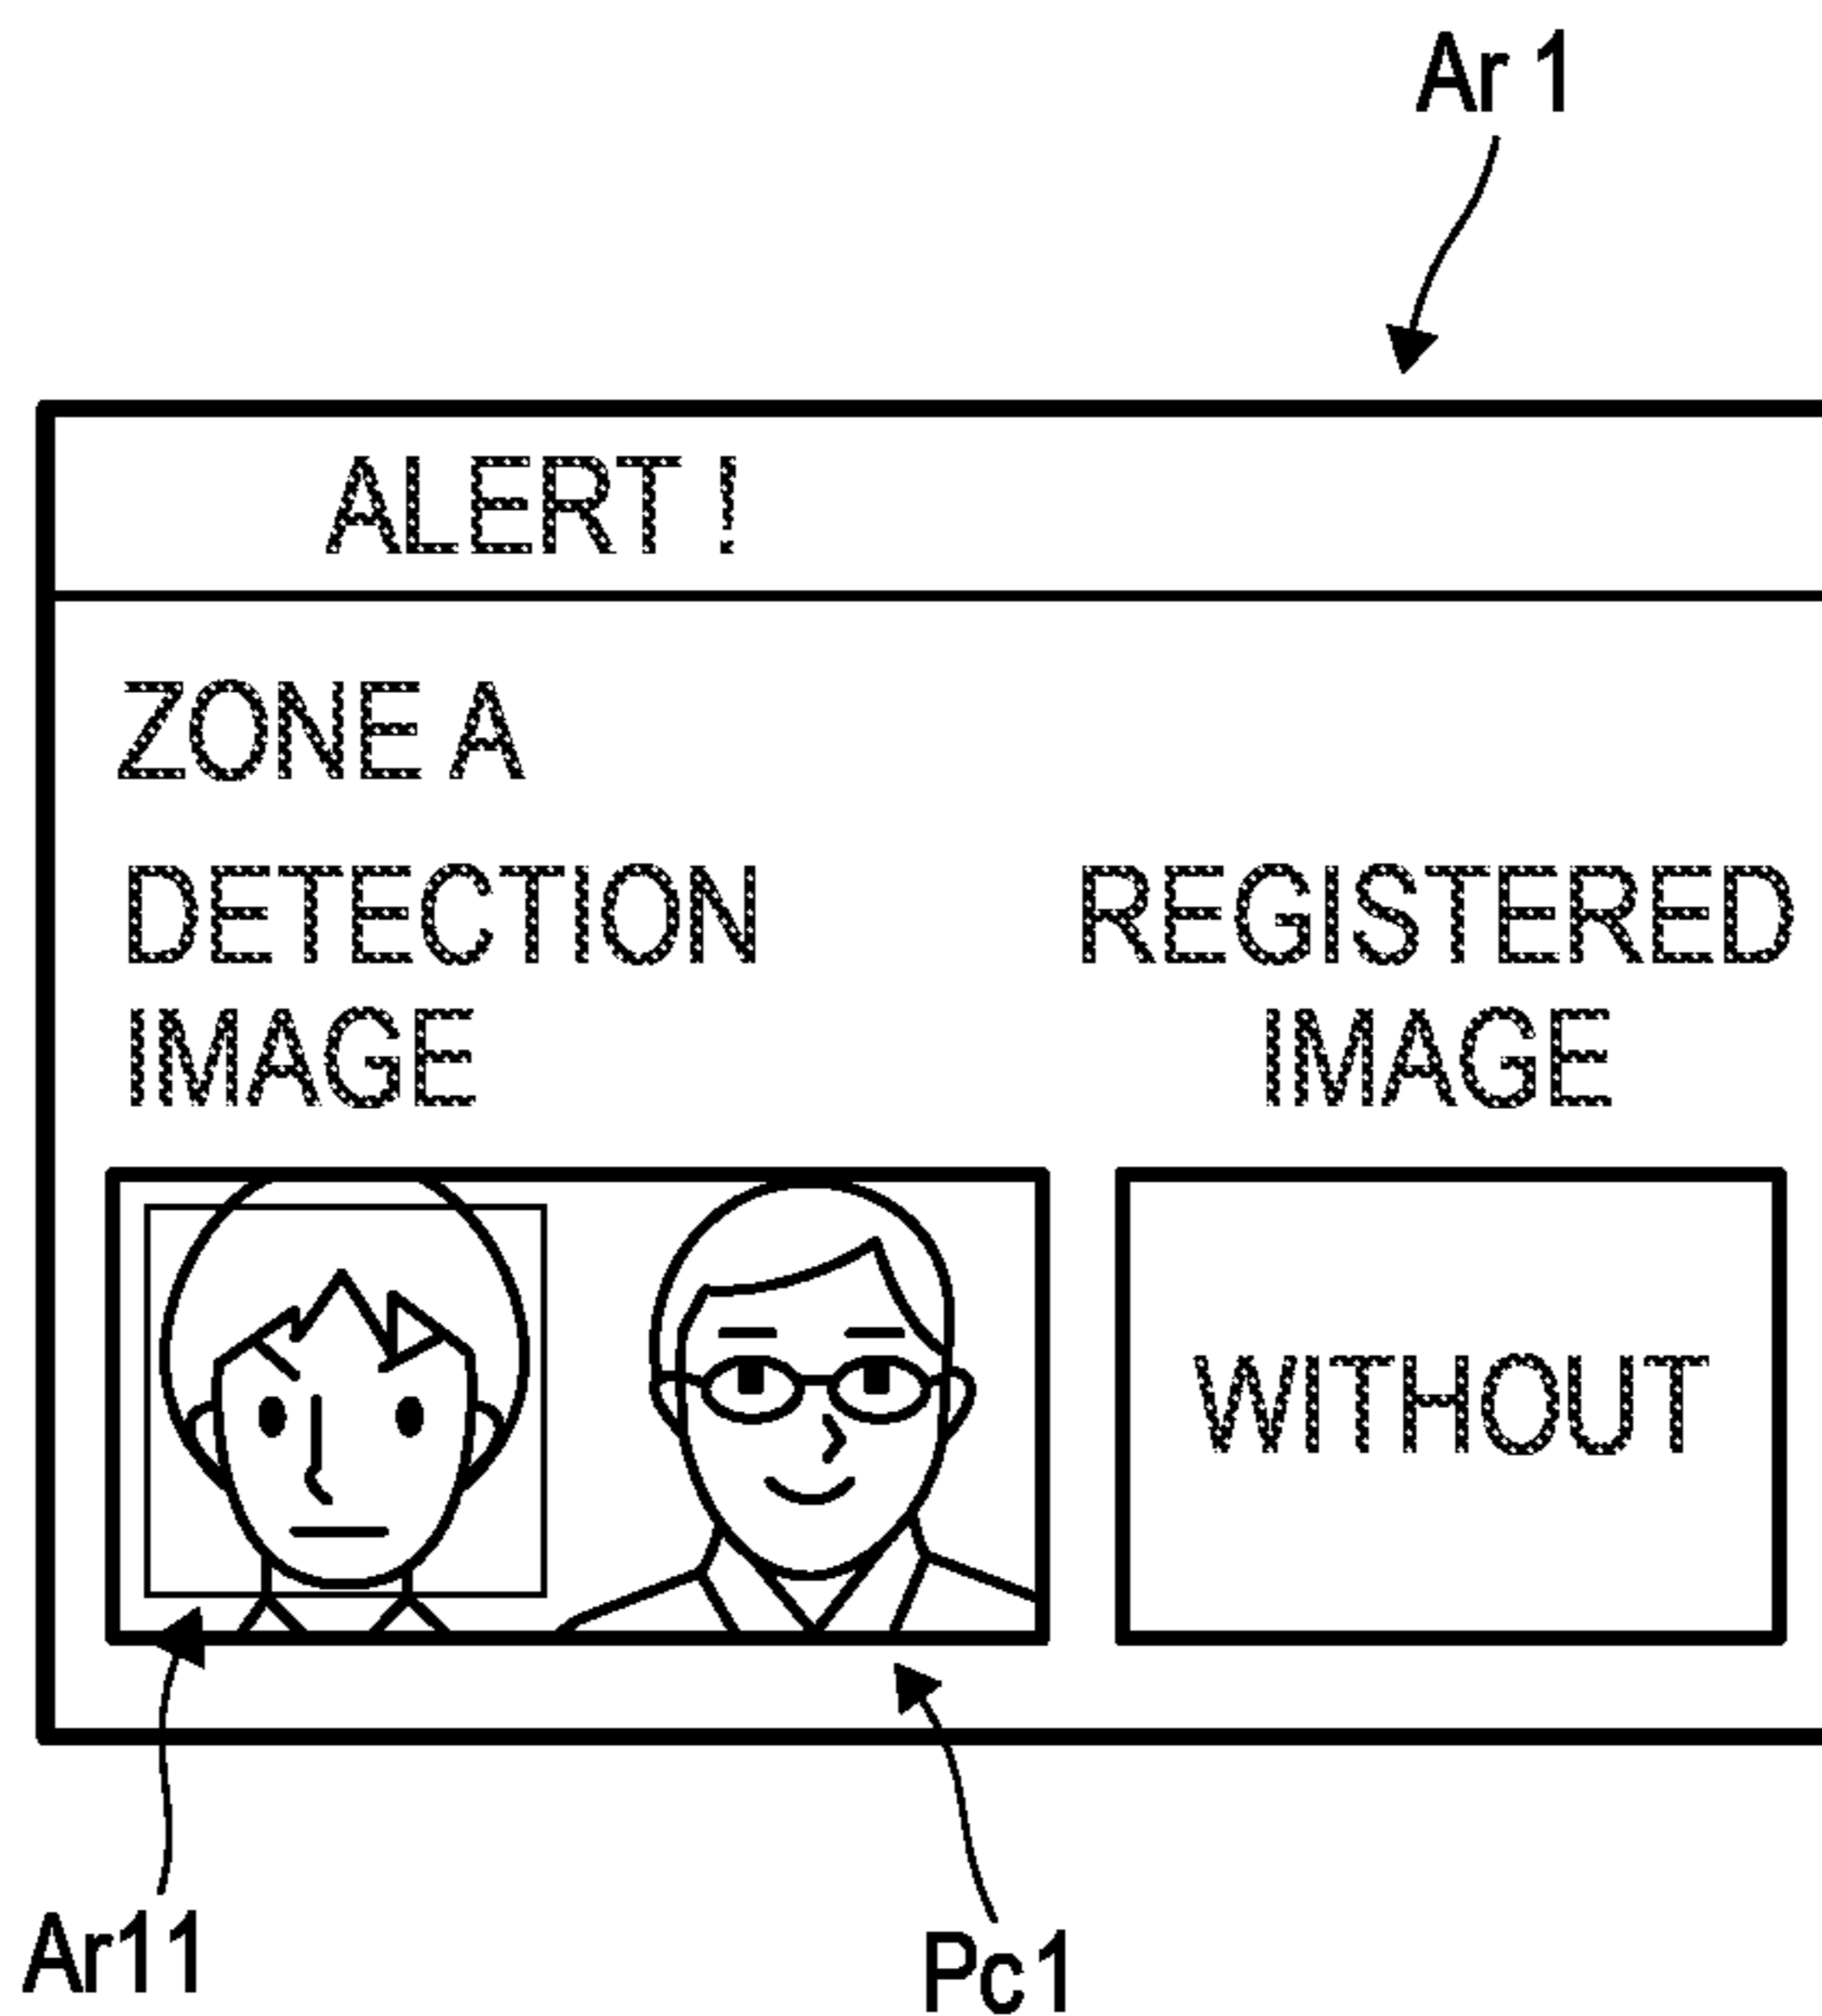 Ar 1
ALERT !
ZONE A
DETECTION
IMAGE
REGISTERED
IMAGE
WITHOUT
Ar11
Pc1